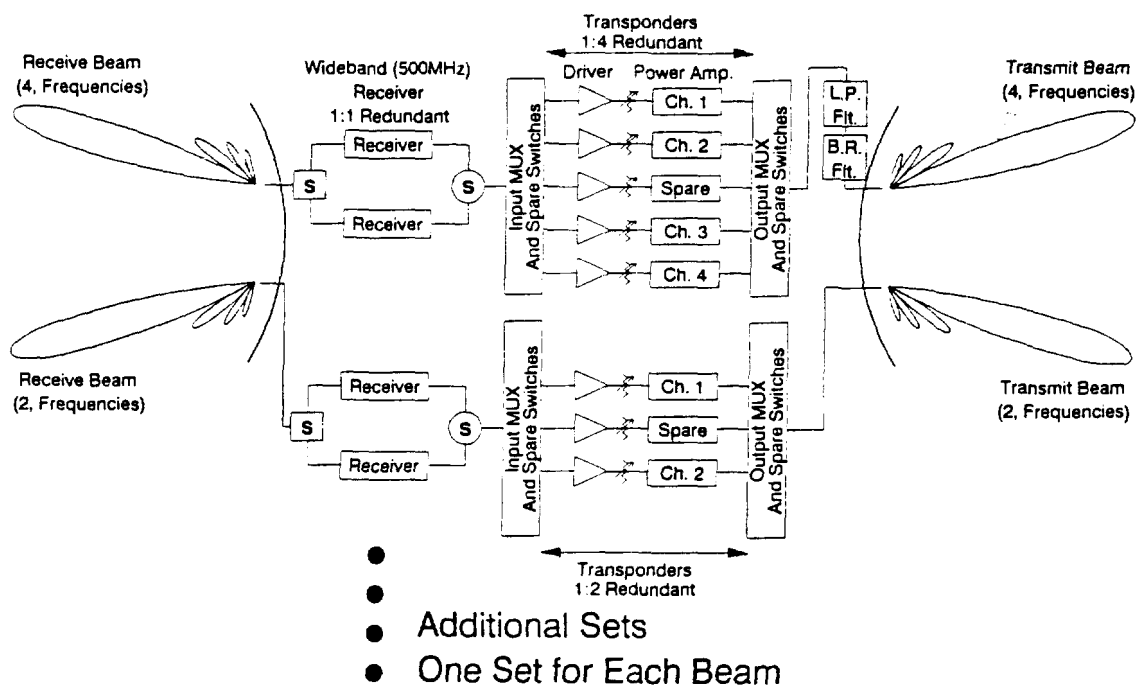 Transponders
1:4 Redundant
Receive Beam
(4, Frequencies)
Wideband (500MHz)
Receiver
1:1 Redundant
Driver
Power Amp.
Transmit Beam
(4, Frequencies)
Receiver
S
S
Receiver
Input MUX
And Spare Switches
Ch. 1
Ch. 2
Spare
Ch. 3
Ch. 4
Output MUX
And Spare Switches
L.P.
Flt.
B.R.
Flt.
Receive Beam
(2, Frequencies)
Receiver
S
S
Receiver
Input MUX
And Spare Switches
Ch. 1
Spare
Ch. 2
Output MUX
And Spare Switches
Transmit Beam
(2, Frequencies)
Transponders
1:2 Redundant
Additional Sets
One Set for Each Beam